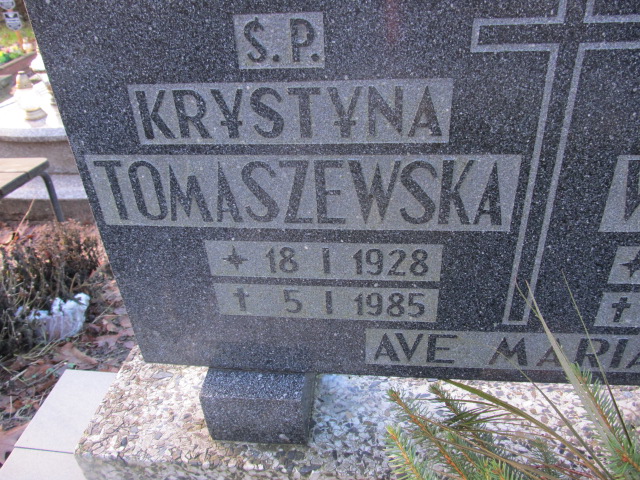 Ś.P.
KRYSTYNA
TOMASZEWSKA
* 18 I 1928
† 5 I 1985
AVE MARIA